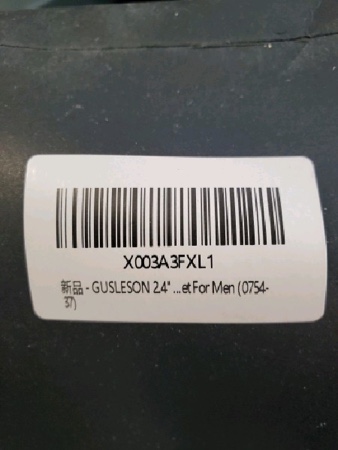 X003A3FXL1
新品 - GUSLESON 2.4" ...et For Men (0754-
37)